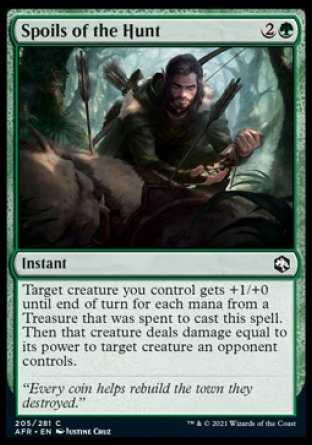 Spoils of the Hunt 2
Instant
Target creature you control gets +1/+0
until end of turn for each mana from a
Treasure that was spent to cast this spell.
Then that creature deals damage equal to
its power to target creature an opponent
controls.
“Every coin helps rebuild the town they
destroyed.”
205/281 C
AFR • EN Justine Cruz
™ & © 2021 Wizards of the Coast